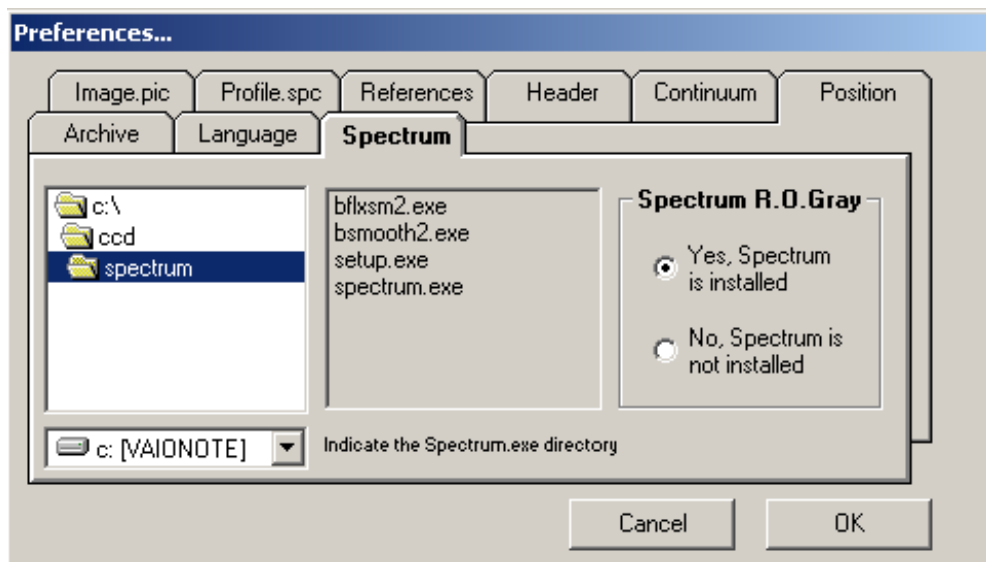 Preferences...
Image.pic
Profile.spc
References
Header
Continuum
Position
Archive
Language
Spectrum
c:\
ccd
spectrum
bflxsm2.exe
bsmooth2.exe
setup.exe
spectrum.exe
Spectrum R.O.Gray
Yes, Spectrum
is installed
No, Spectrum is
not installed
c: [VAIONOTE]
Indicate the Spectrum.exe directory
Cancel
OK